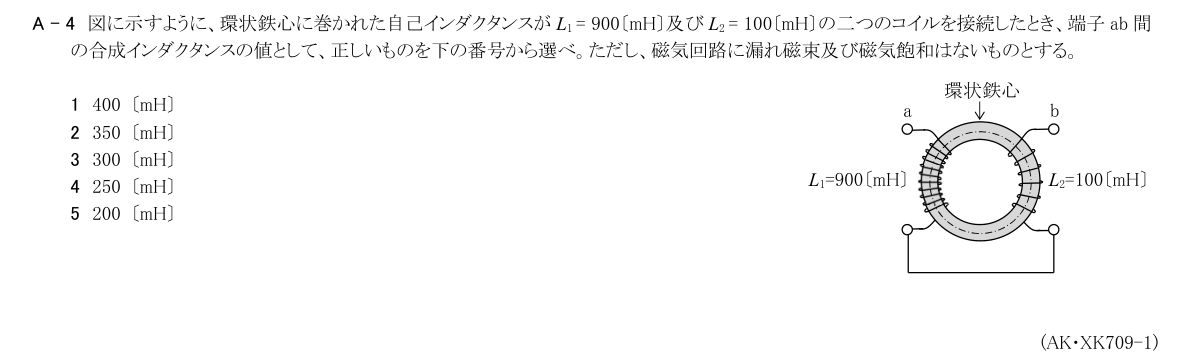 A－4 図に示すように、環状鉄心に巻かれた自己インダクタンスが L₁ = 900〔mH〕及び L₂ = 100〔mH〕の二つのコイルを接続したとき、端子 ab 間
の合成インダクタンスの値として、正しいものを下の番号から選べ。ただし、磁気回路に漏れ磁束及び磁気飽和はないものとする。
1 400 〔mH〕
2 350 〔mH〕
3 300 〔mH〕
4 250 〔mH〕
5 200 〔mH〕
環状鉄心
a b
L₁=900〔mH〕 L₂=100〔mH〕
（AK･XK709-1）